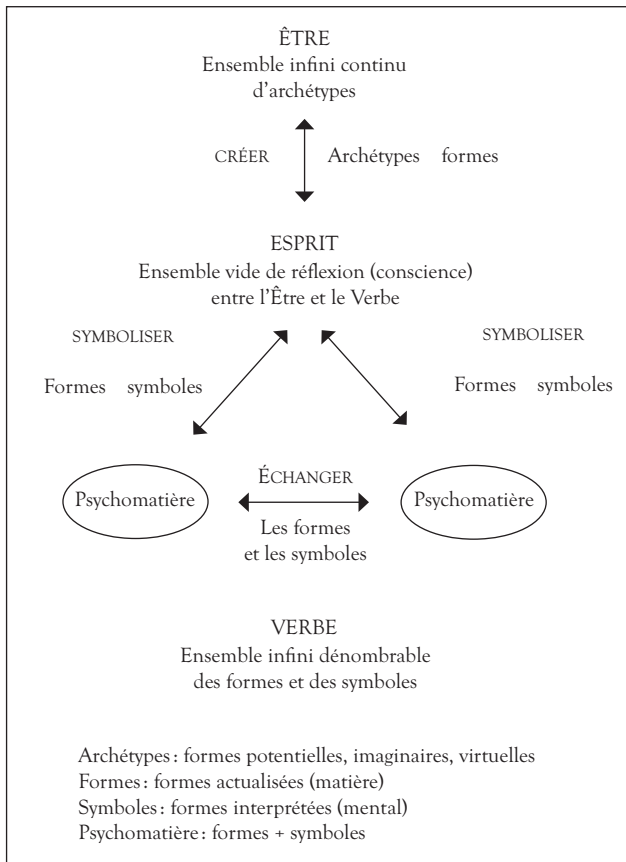 ÊTRE
Ensemble infini continu
d’archétypes
CRÉER
Archétypes formes
ESPRIT
Ensemble vide de réflexion (conscience)
entre l’Être et le Verbe
SYMBOLISER
SYMBOLISER
Formes symboles
Formes symboles
Psychomatière
ÉCHANGER
Psychomatière
Les formes
et les symboles
VERBE
Ensemble infini dénombrable
des formes et des symboles
Archétypes : formes potentielles, imaginaires, virtuelles
Formes : formes actualisées (matière)
Symboles : formes interprétées (mental)
Psychomatière : formes + symboles